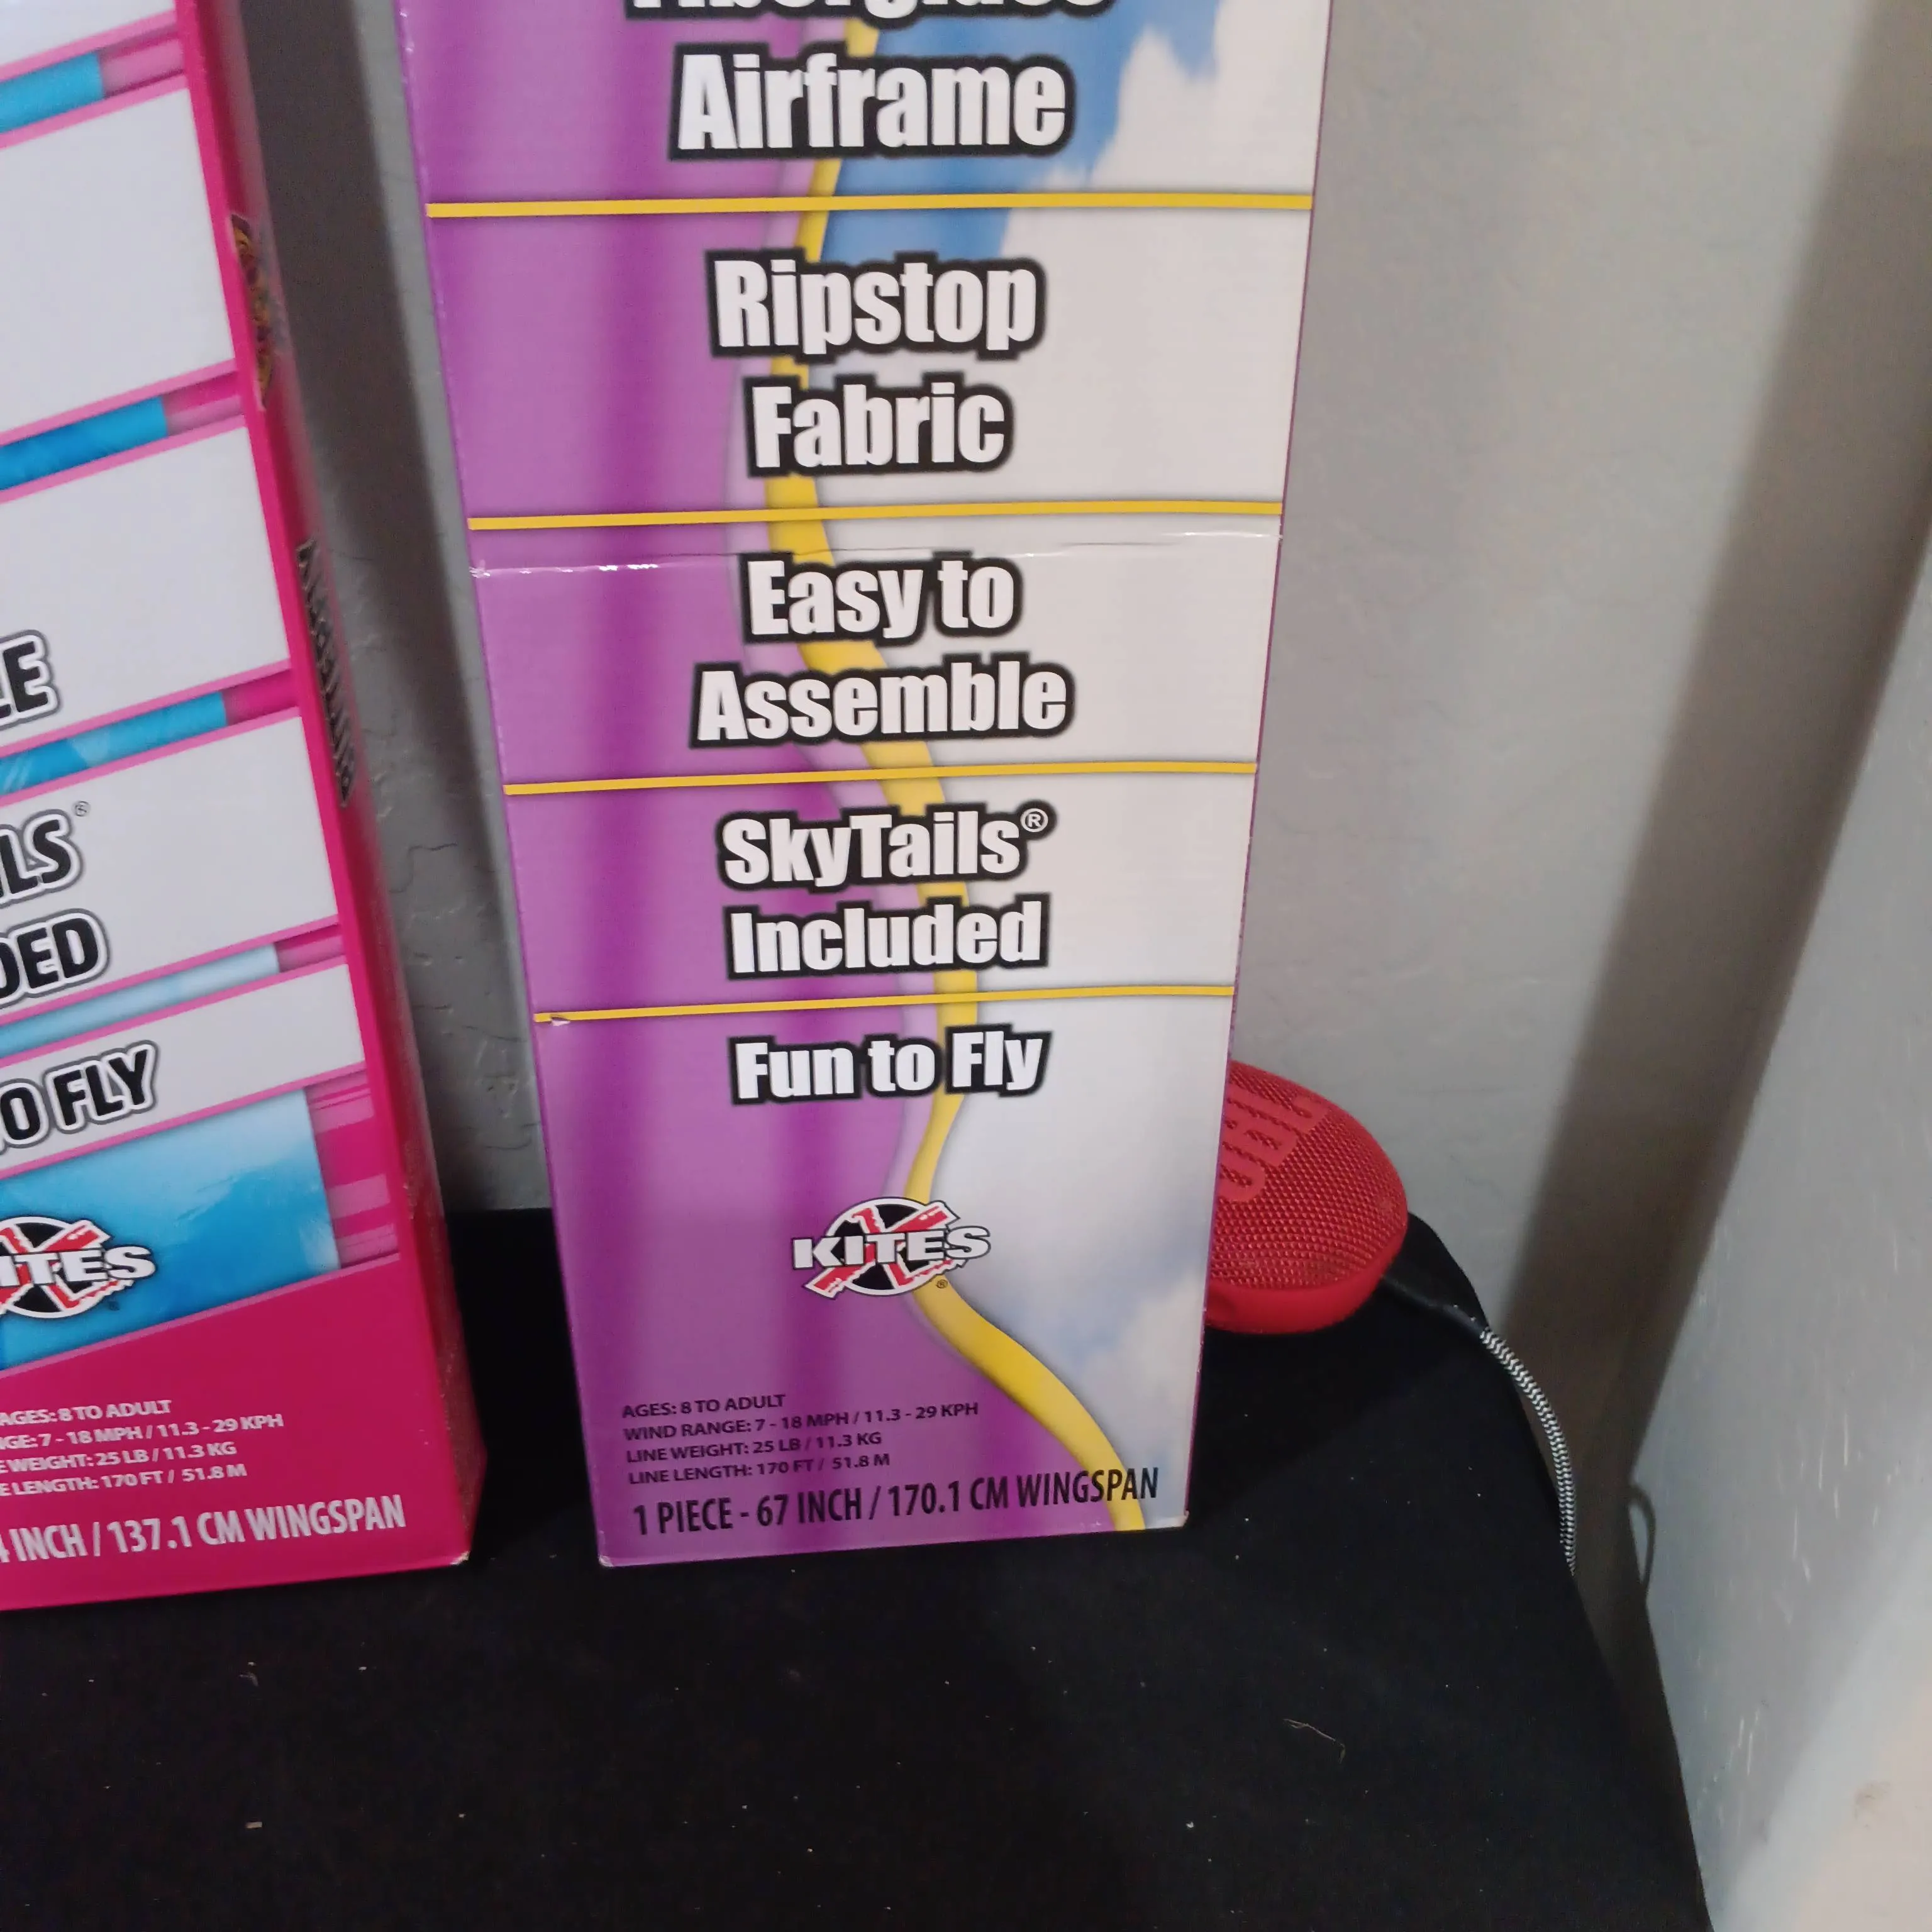 LE
ILS®
DED
O FLY
ITES
AGES: 8 TO ADULT
GE: 7 - 18 MPH / 11.3 - 29 KPH
E WEIGHT: 25 LB / 11.3 KG
E LENGTH: 170 FT / 51.8 M
4 INCH / 137.1 CM WINGSPAN
Fiberglass
Airframe
Ripstop
Fabric
Easy to
Assemble
SkyTails®
Included
Fun to Fly
KITES
®
AGES: 8 TO ADULT
WIND RANGE: 7 - 18 MPH / 11.3 - 29 KPH
LINE WEIGHT: 25 LB / 11.3 KG
LINE LENGTH: 170 FT / 51.8 M
1 PIECE - 67 INCH / 170.1 CM WINGSPAN
JBL